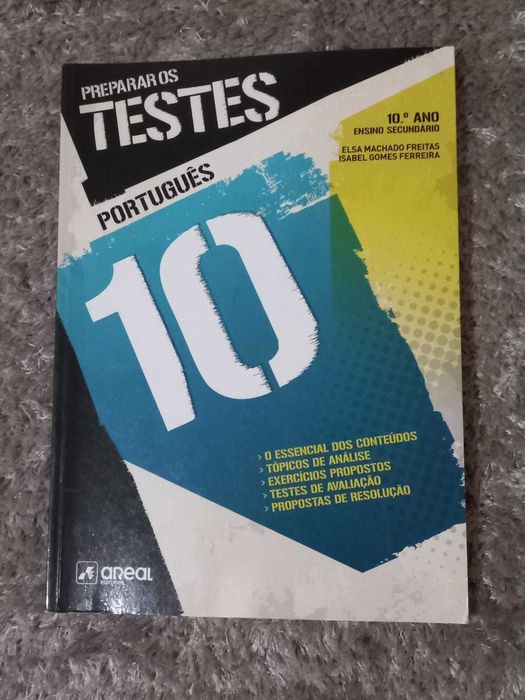 PREPARAR OS
TESTES
10.º ANO
ENSINO SECUNDÁRIO
ELSA MACHADO FREITAS
ISABEL GOMES FERREIRA
PORTUGUÊS
10
> O ESSENCIAL DOS CONTEÚDOS
> TÓPICOS DE ANÁLISE
> EXERCÍCIOS PROPOSTOS
> TESTES DE AVALIAÇÃO
> PROPOSTAS DE RESOLUÇÃO
areal
editores